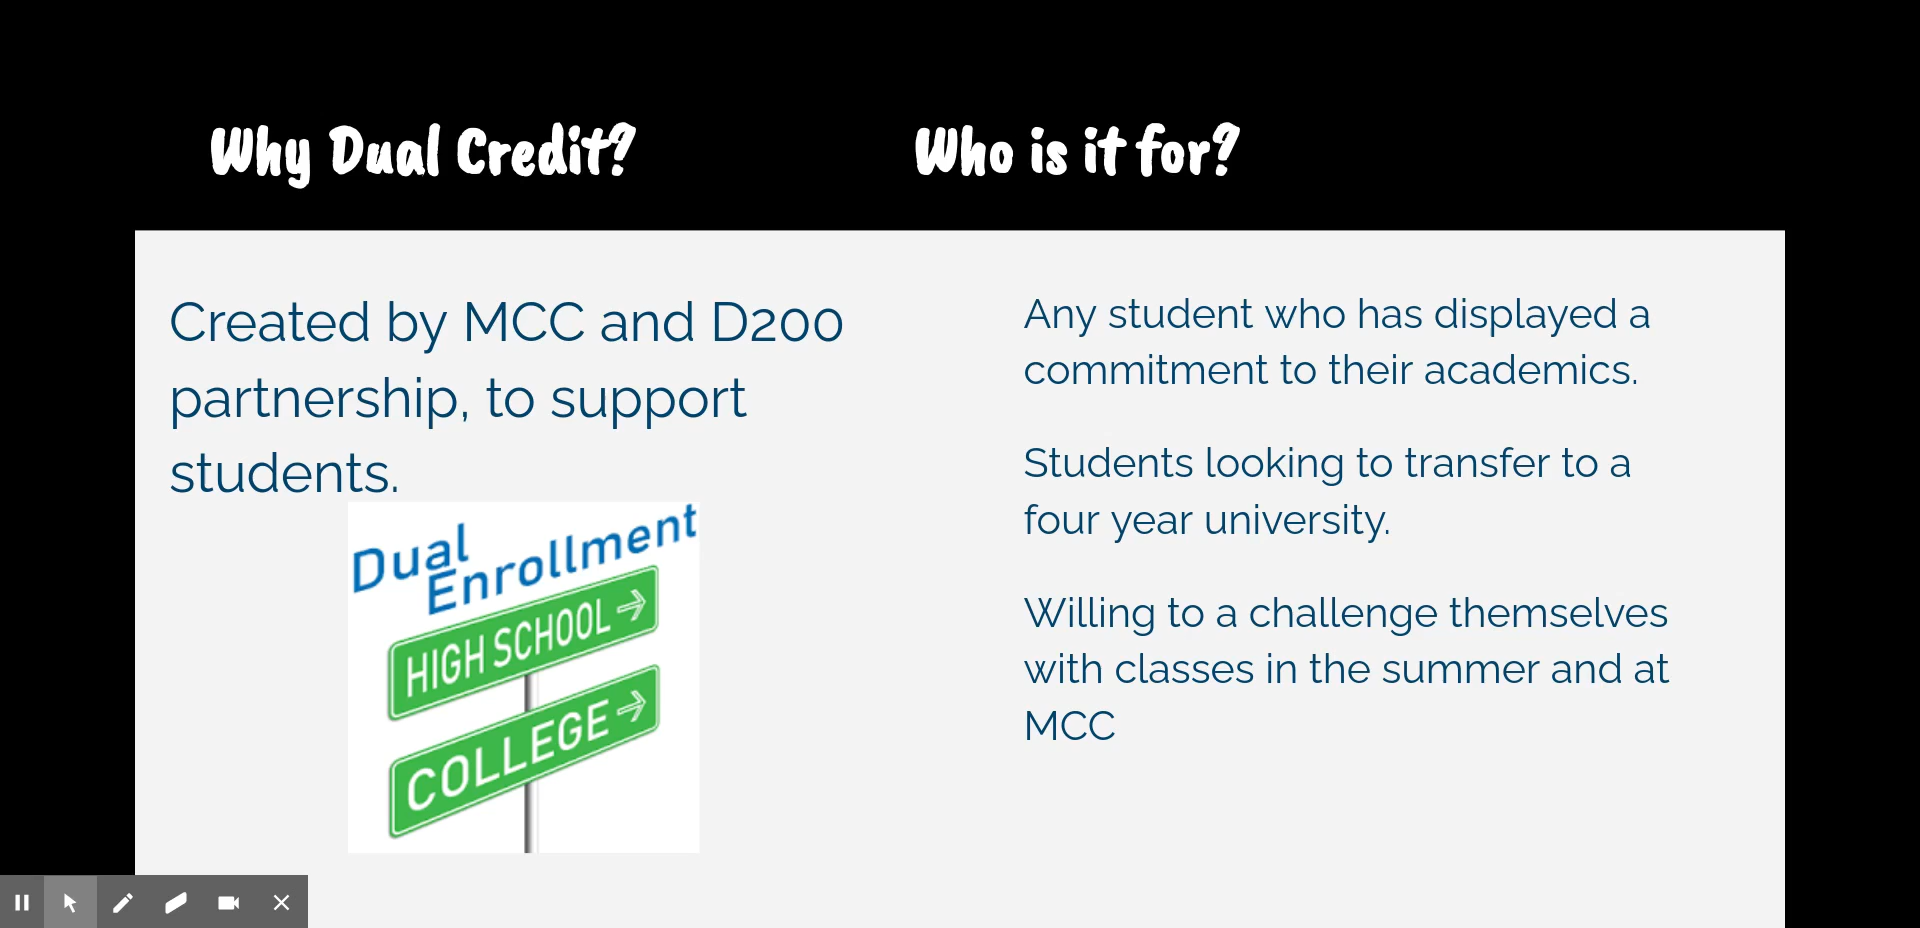 Why Dual Credit?
Who is it for?
Created by MCC and D200
partnership, to support
students.
Dual
Enrollment
HIGH SCHOOL
COLLEGE
Any student who has displayed a
commitment to their academics.
Students looking to transfer to a
four year university.
Willing to a challenge themselves
with classes in the summer and at
MCC